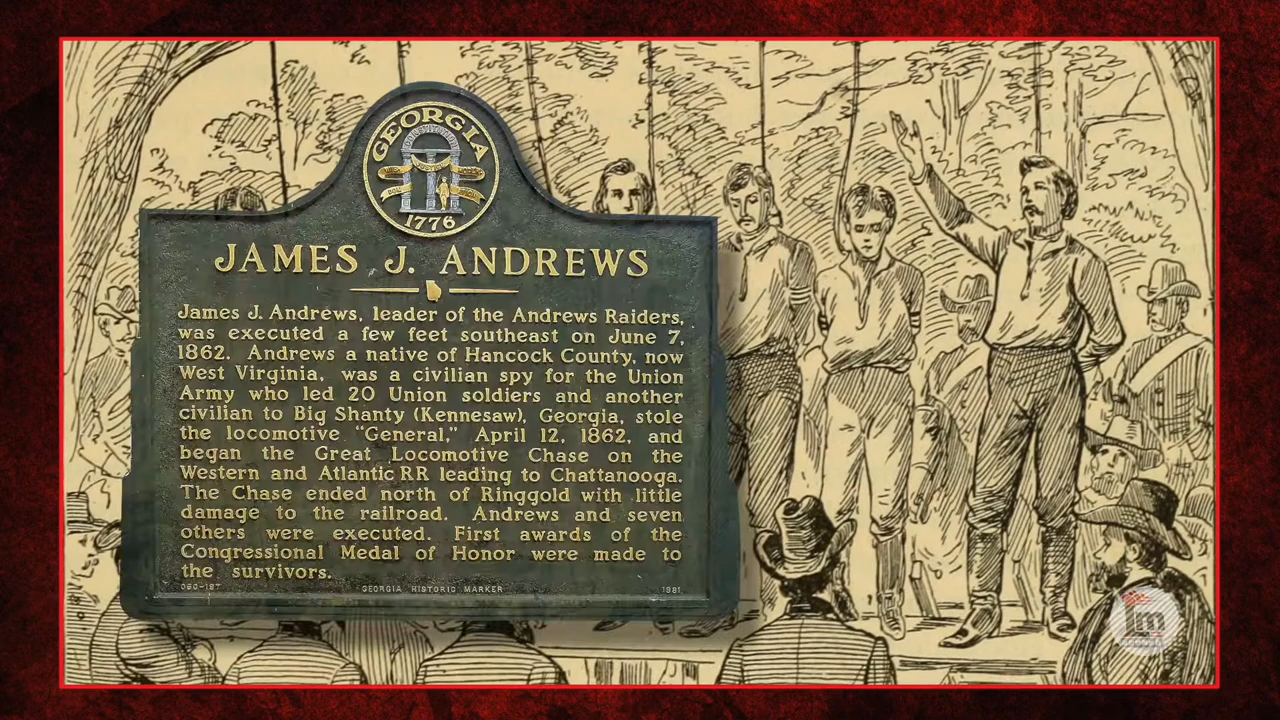 GEORGIA
1776
JAMES J. ANDREWS
James J. Andrews, leader of the Andrews Raiders,
was executed a few feet southeast on June 7,
1862. Andrews a native of Hancock County, now
West Virginia, was a civilian spy for the Union
Army who led 20 Union soldiers and another
civilian to Big Shanty (Kennesaw), Georgia, stole
the locomotive "General," April 12, 1862, and
began the Great Locomotive Chase on the
Western and Atlantic RR leading to Chattanooga.
The Chase ended north of Ringgold with little
damage to the railroad. Andrews and seven
others were executed. First awards of the
Congressional Medal of Honor were made to
the survivors.
060-187 GEORGIA HISTORIC MARKER 1981
im